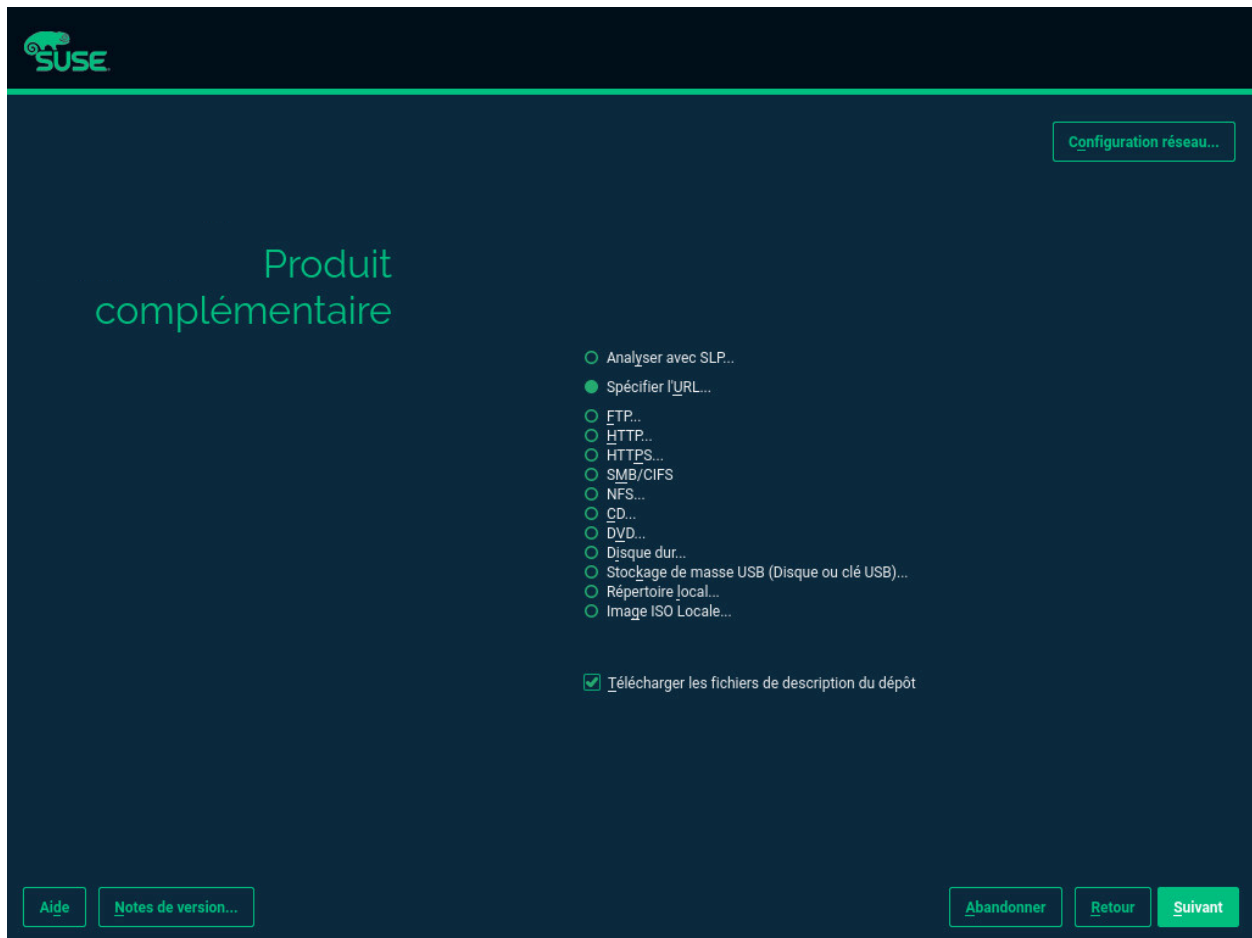 SUSE
Configuration réseau...
Produit
complémentaire
Analyser avec SLP...
Spécifier l'URL...
FTP...
HTTP...
HTTPS...
SMB/CIFS
NFS...
CD...
DVD...
Disque dur...
Stockage de masse USB (Disque ou clé USB)...
Répertoire local...
Image ISO Locale...
Télécharger les fichiers de description du dépôt
Aide Notes de version... Abandonner Retour Suivant